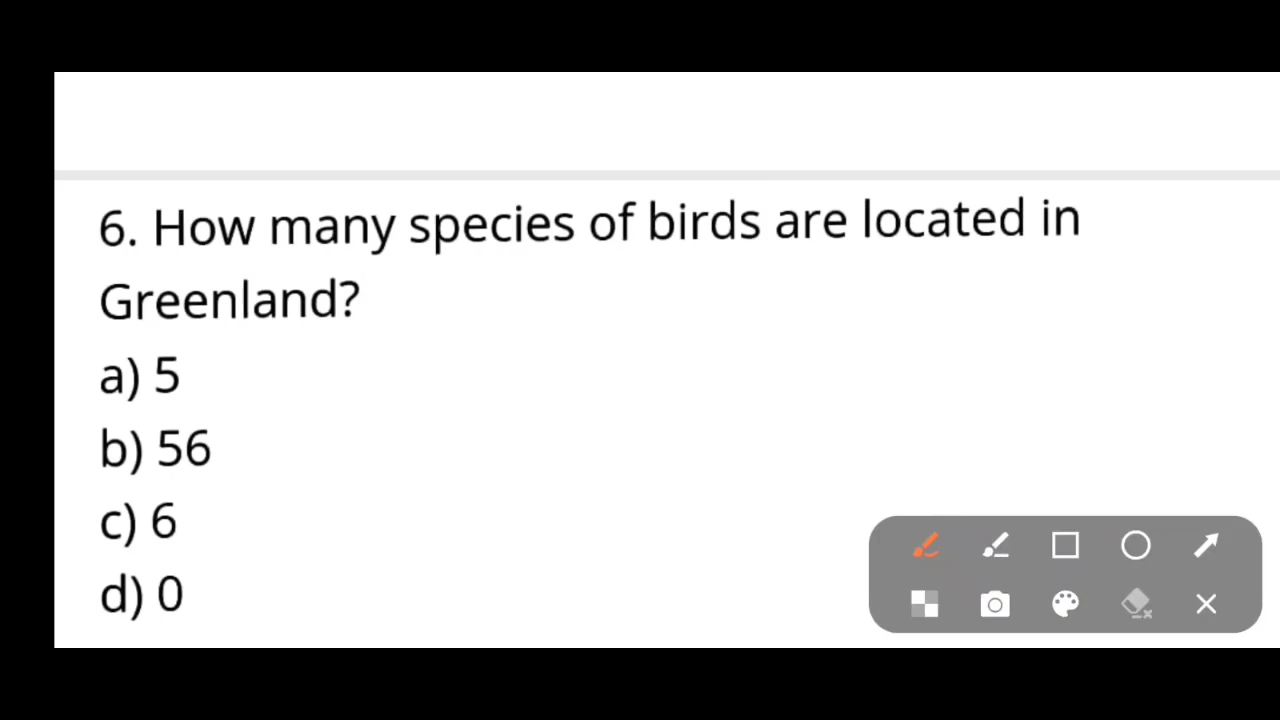 6. How many species of birds are located in
Greenland?
a) 5
b) 56
c) 6
d) 0